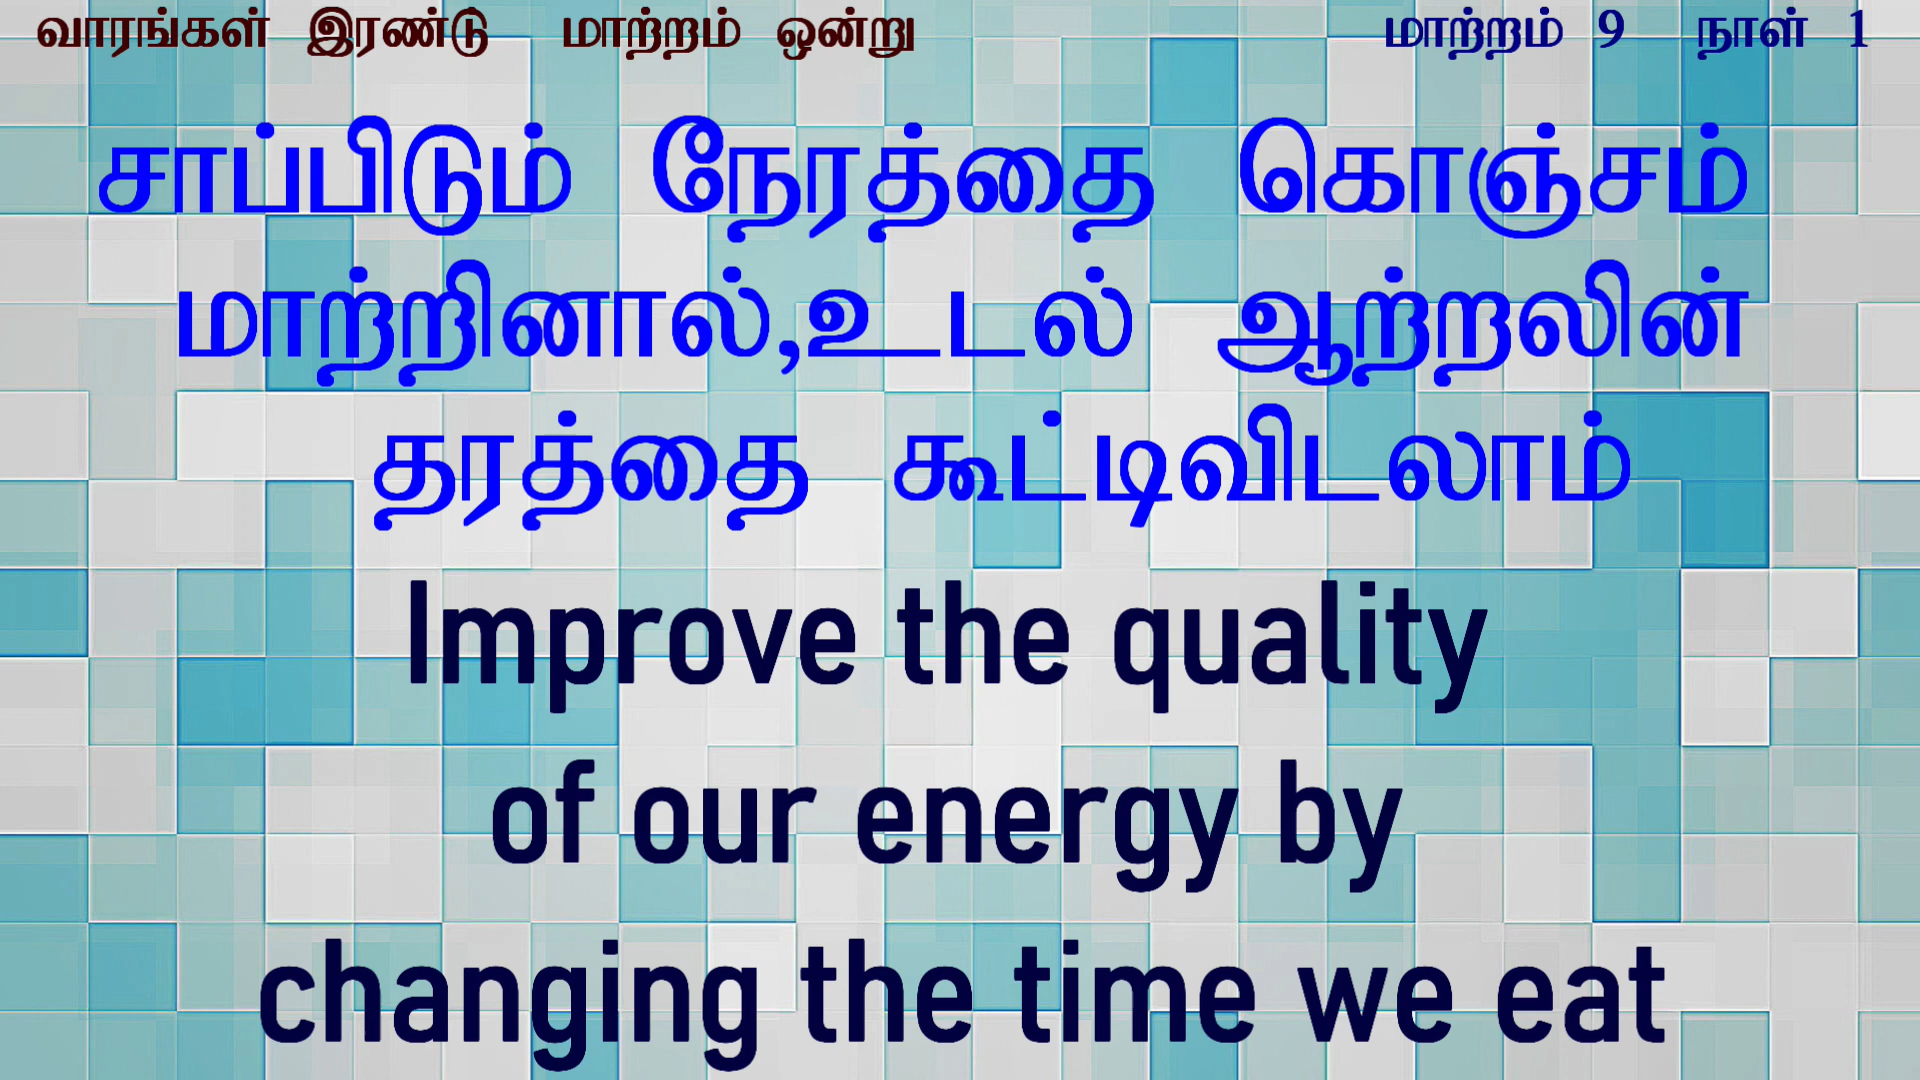 வாரங்கள் இரண்டு மாற்றம் ஒன்று
மாற்றம் 9 நாள் 1
சாப்பிடும் நேரத்தை கொஞ்சம்
மாற்றினால்,உடல் ஆற்றலின்
தரத்தை கூட்டிவிடலாம்
Improve the quality
of our energy by
changing the time we eat